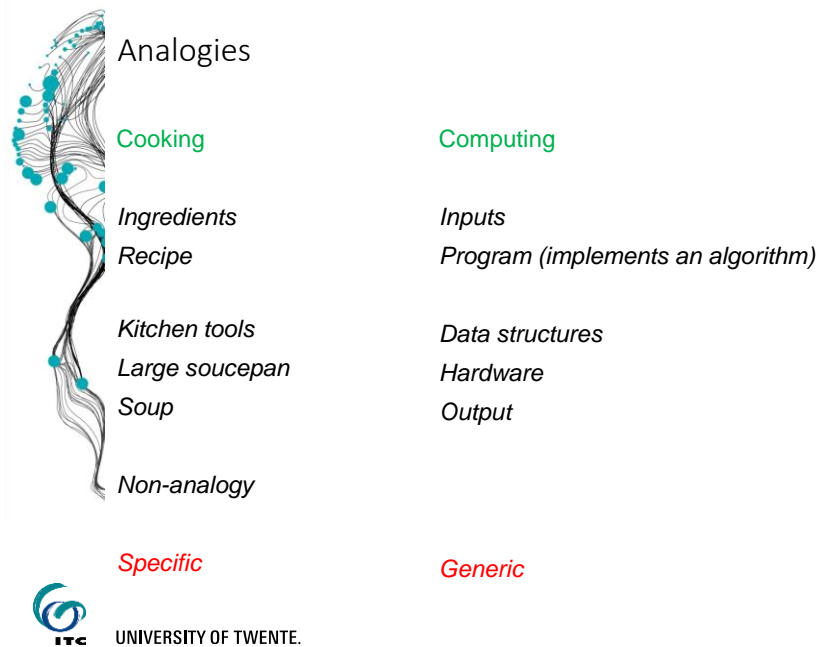 Analogies
Cooking Computing
Ingredients Inputs
Recipe Program (implements an algorithm)
Kitchen tools Data structures
Large soucepan Hardware
Soup Output
Non-analogy
Specific Generic
ITC
UNIVERSITY OF TWENTE.